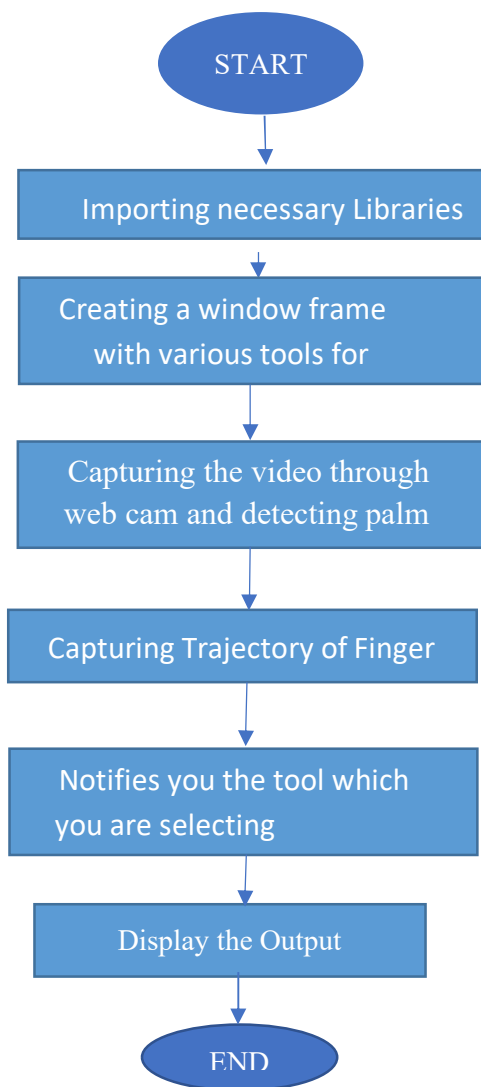 START
Importing necessary Libraries
Creating a window frame
with various tools for
Capturing the video through
web cam and detecting palm
Capturing Trajectory of Finger
Notifies you the tool which
you are selecting
Display the Output
END